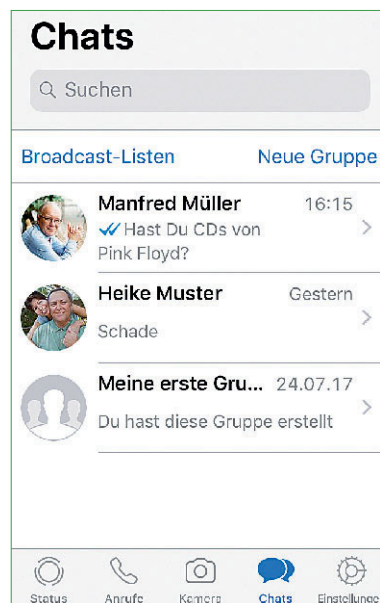 Chats
Suchen
Broadcast-Listen Neue Gruppe
Manfred Müller 16:15
Hast Du CDs von
Pink Floyd?
Heike Muster Gestern
Schade
Meine erste Gru... 24.07.17
Du hast diese Gruppe erstellt
Status Anrufe Kamera Chats Einstellunge